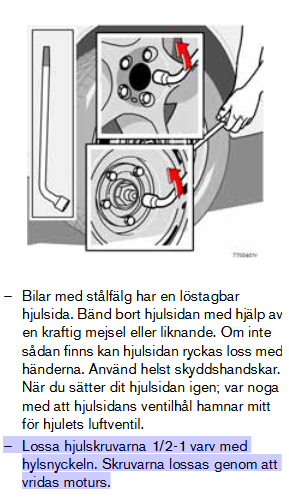 7700401r
– Bilar med stålfälg har en löstagbar
hjulsida. Bänd bort hjulsidan med hjälp av
en kraftig mejsel eller liknande. Om inte
sådan finns kan hjulsidan ryckas loss med
händerna. Använd helst skyddshandskar.
När du sätter dit hjulsidan igen; var noga
med att hjulsidans ventilhål hamnar mitt
för hjulets luftventil.
– Lossa hjulskruvarna 1/2-1 varv med
hylsnyckeln. Skruvarna lossas genom att
vridas moturs.